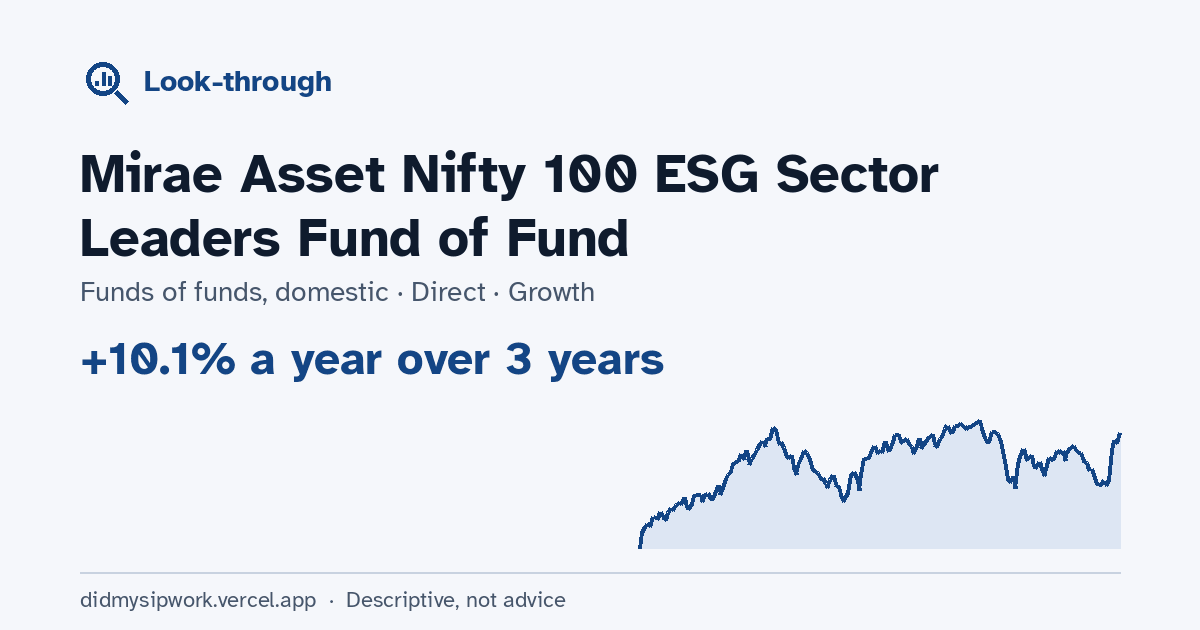 Look-through
Mirae Asset Nifty 100 ESG Sector
Leaders Fund of Fund
Funds of funds, domestic · Direct · Growth
+10.1% a year over 3 years
didmysipwork.vercel.app · Descriptive, not advice